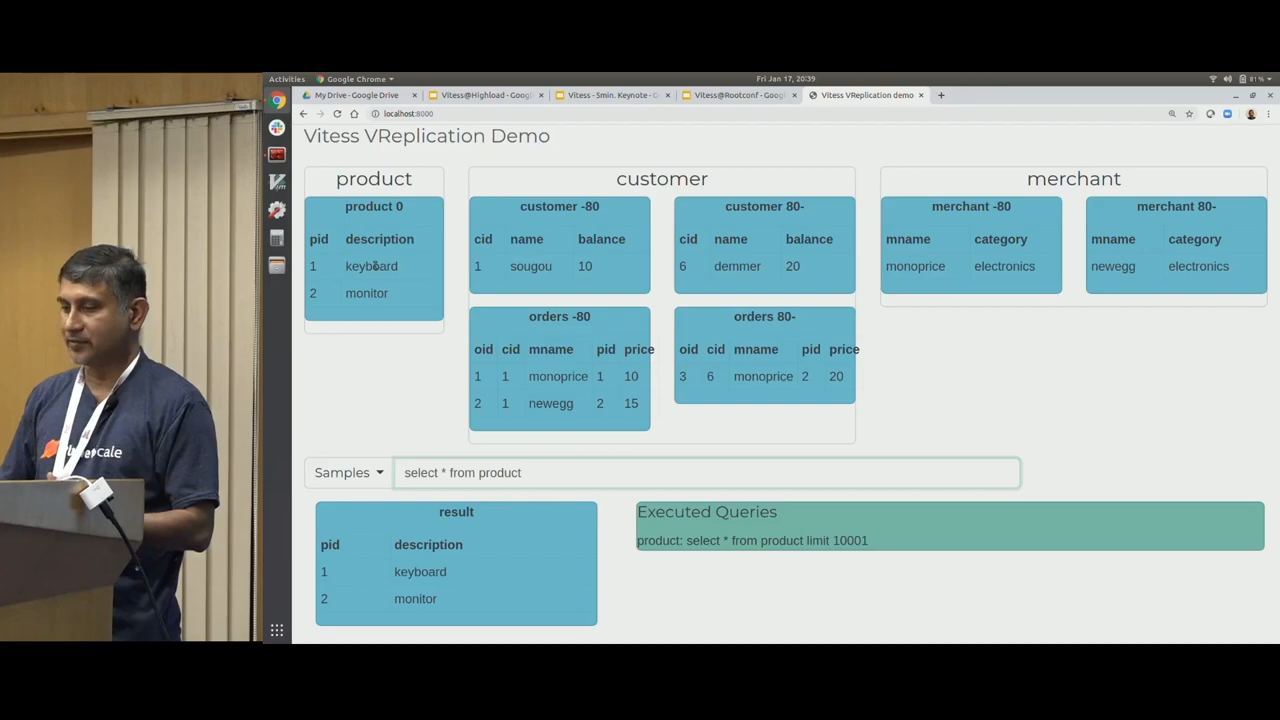 Activities
Google Chrome
Fri Jan 17, 20:39
81%
My Drive - Google Drive
Vitess@Highload - Goog
Vitess - 5min. Keynote - G
Vitess@Rootconf - Googl
Vitess VReplication demo
localhost:8000
Vitess VReplication Demo
product
customer
merchant
product 0
customer -80
customer 80-
merchant -80
merchant 80-
pid description
cid name balance
cid name balance
mname category
mname category
1 keyboard
1 sougou 10
6 demmer 20
monoprice electronics
newegg electronics
2 monitor
orders -80
orders 80-
oid cid mname pid price
oid cid mname pid price
1 1 monoprice 1 10
3 6 monoprice 2 20
2 1 newegg 2 15
Samples
select * from product
result
pid description
1 keyboard
2 monitor
Executed Queries
product: select * from product limit 10001